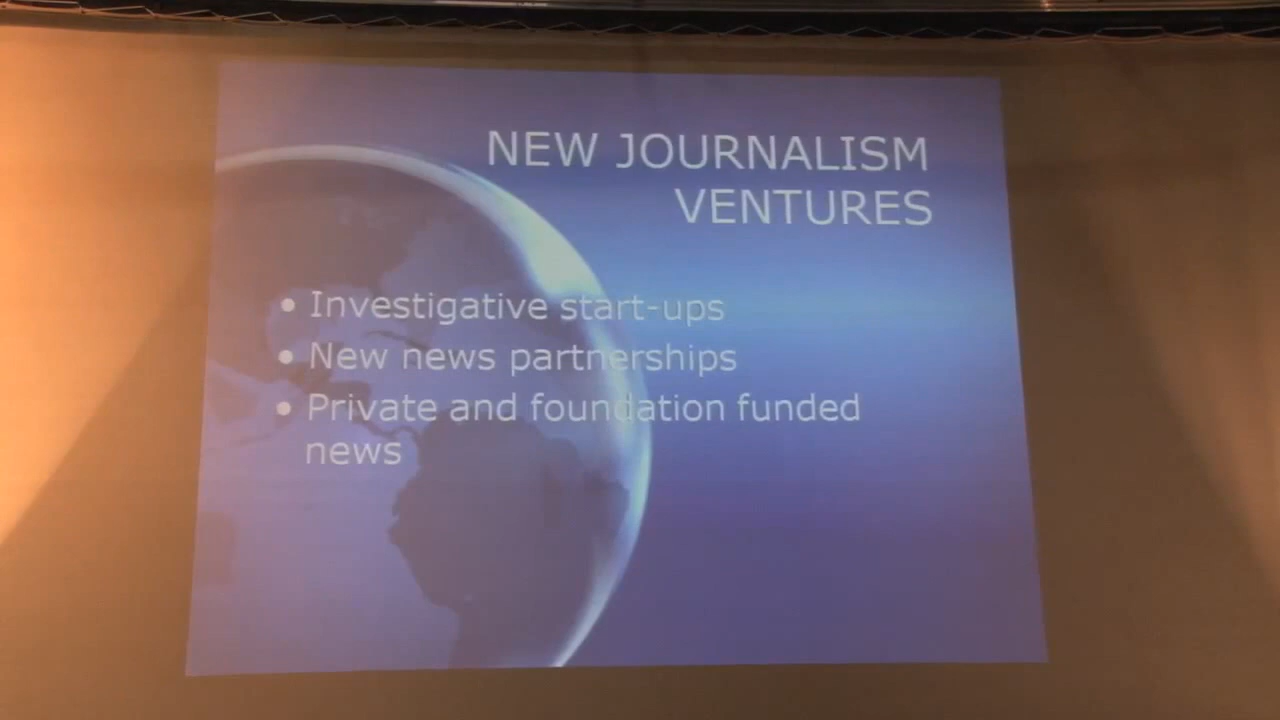 NEW JOURNALISM
VENTURES
• Investigative start-ups
• New news partnerships
• Private and foundation funded
news